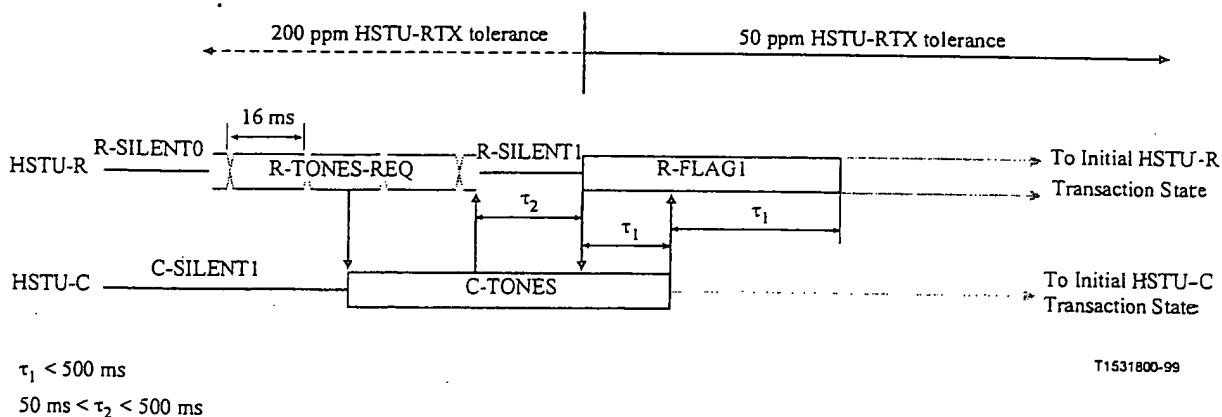 200 ppm HSTU-RTX tolerance
50 ppm HSTU-RTX tolerance
16 ms
R-SILENT0
R-SILENT1
HSTU-R
R-TONES-REQ
R-FLAG1
To Initial HSTU-R
Transaction State
τ2
τ1
τ1
C-SILENT1
HSTU-C
C-TONES
To Initial HSTU-C
Transaction State
τ1 < 500 ms
T1531800-99
50 ms < τ2 < 500 ms